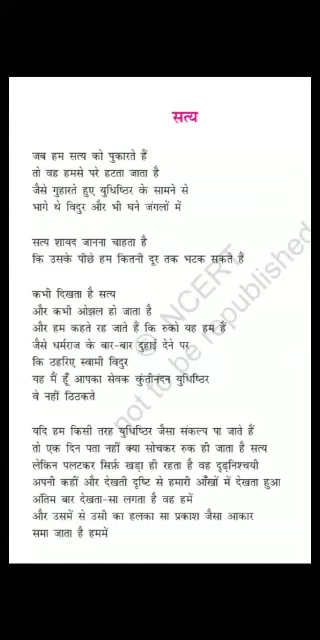 सत्य
जब हम सत्य को पुकारते हैं
तो वह हमसे परे हटता जाता है
जैसे गुहारते हुए युधिष्ठिर के सामने से
भागे थे विदुर और भी घने जंगलों में
सत्य शायद जानना चाहता है
कि उसके पीछे हम कितनी दूर तक भटक सकते हैं
कभी दिखता है सत्य
और कभी ओझल हो जाता है
और हम कहते रह जाते हैं कि रुको यह हम हैं
जैसे धर्मराज के बार-बार दुहाई देने पर
कि ठहरिए स्वामी विदुर
यह मैं हूँ आपका सेवक कुंतीनंदन युधिष्ठिर
वे नहीं ठिठकते
यदि हम किसी तरह युधिष्ठिर जैसा संकल्प पा जाते हैं
तो एक दिन पता नहीं क्या सोचकर रुक ही जाता है सत्य
लेकिन पलटकर सिर्फ़ खड़ा ही रहता है वह दृढ़निश्चयी
अपनी कहीं और देखती दृष्टि से हमारी आँखों में देखता हुआ
अंतिम बार देखता-सा लगता है वह हमें
और उसमें से उसी का हलका सा प्रकाश जैसा आकार
समा जाता है हममें
© NCERT
not to be republished